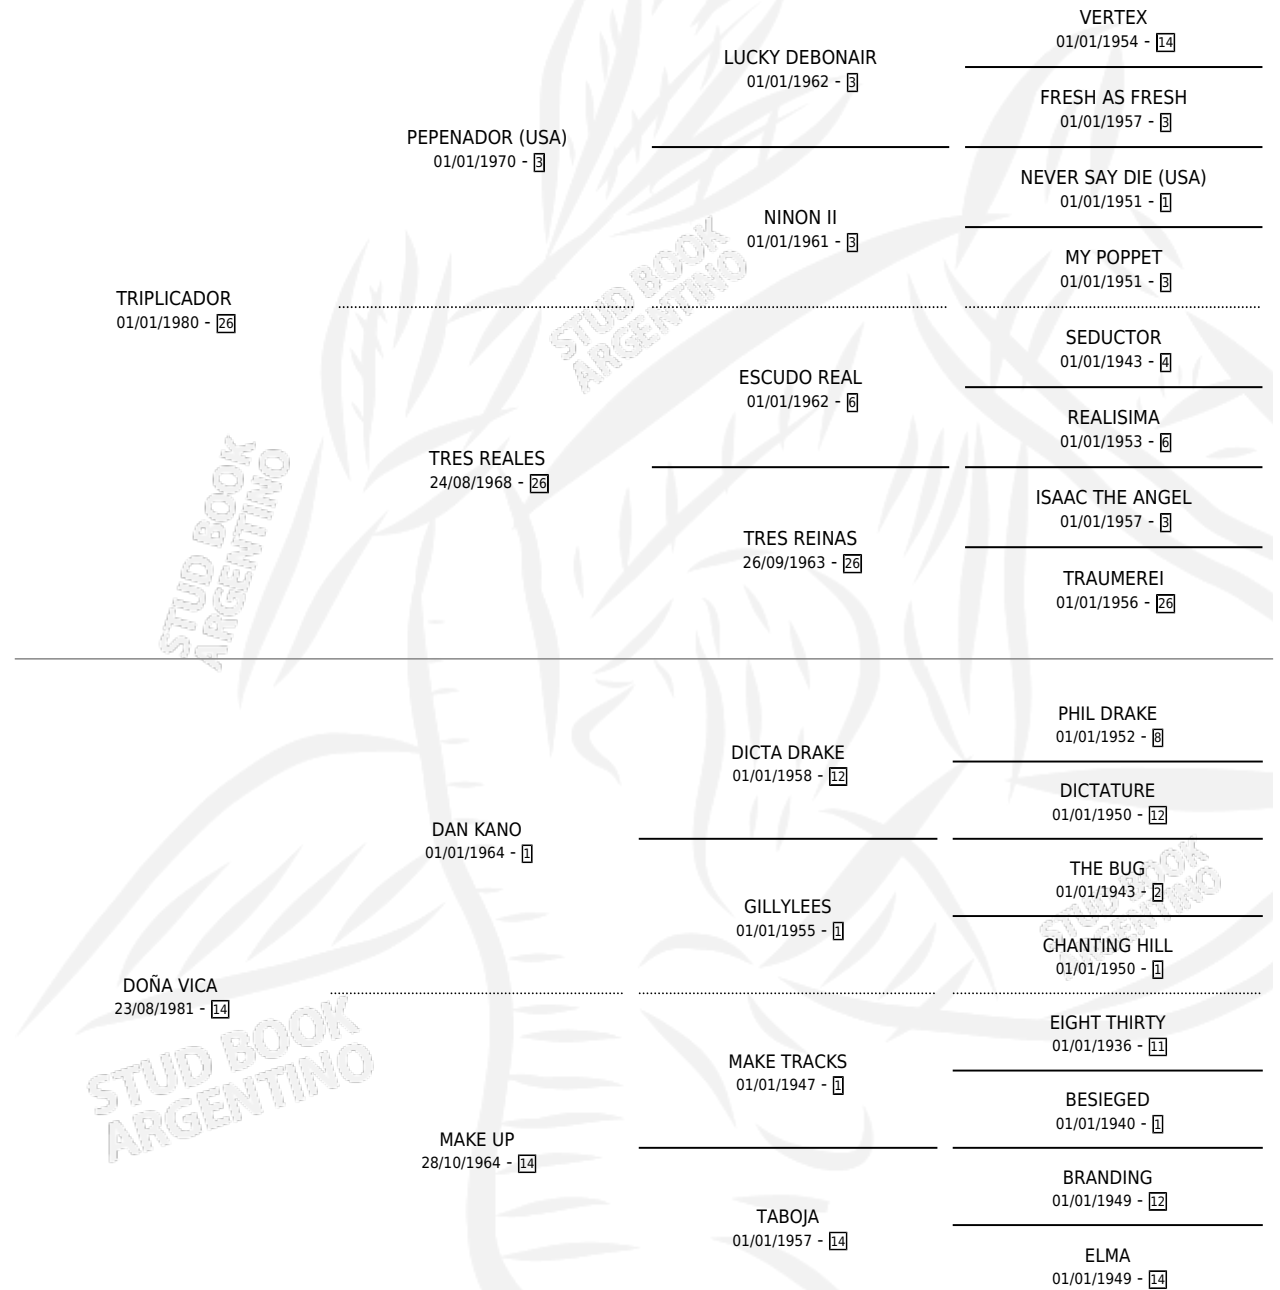 VERTEX
01/01/1954 - 14
LUCKY DEBONAIR
01/01/1962 - 3
FRESH AS FRESH
01/01/1957 - 3
PEPENADOR (USA)
01/01/1970 - 3
NEVER SAY DIE (USA)
01/01/1951 - 1
NINON II
01/01/1961 - 3
MY POPPET
01/01/1951 - 3
TRIPLICADOR
01/01/1980 - 26
SEDUCTOR
01/01/1943 - 4
ESCUDO REAL
01/01/1962 - 6
REALISIMA
01/01/1953 - 6
TRES REALES
24/08/1968 - 26
ISAAC THE ANGEL
01/01/1957 - 3
TRES REINAS
26/09/1963 - 26
TRAUMEREI
01/01/1956 - 26
PHIL DRAKE
01/01/1952 - 8
DICTA DRAKE
01/01/1958 - 12
DICTATURE
01/01/1950 - 12
DAN KANO
01/01/1964 - 1
THE BUG
01/01/1943 - 2
GILLYLEES
01/01/1955 - 1
CHANTING HILL
01/01/1950 - 1
DOÑA VICA
23/08/1981 - 14
EIGHT THIRTY
01/01/1936 - 11
MAKE TRACKS
01/01/1947 - 1
BESIEGED
01/01/1940 - 1
MAKE UP
28/10/1964 - 14
BRANDING
01/01/1949 - 12
TABOJA
01/01/1957 - 14
ELMA
01/01/1949 - 14
STUD BOOK
ARGENTINO
STUD BOOK
ARGENTINO
STUD BOOK
ARGENTINO
STUD BOOK
ARGENTINO